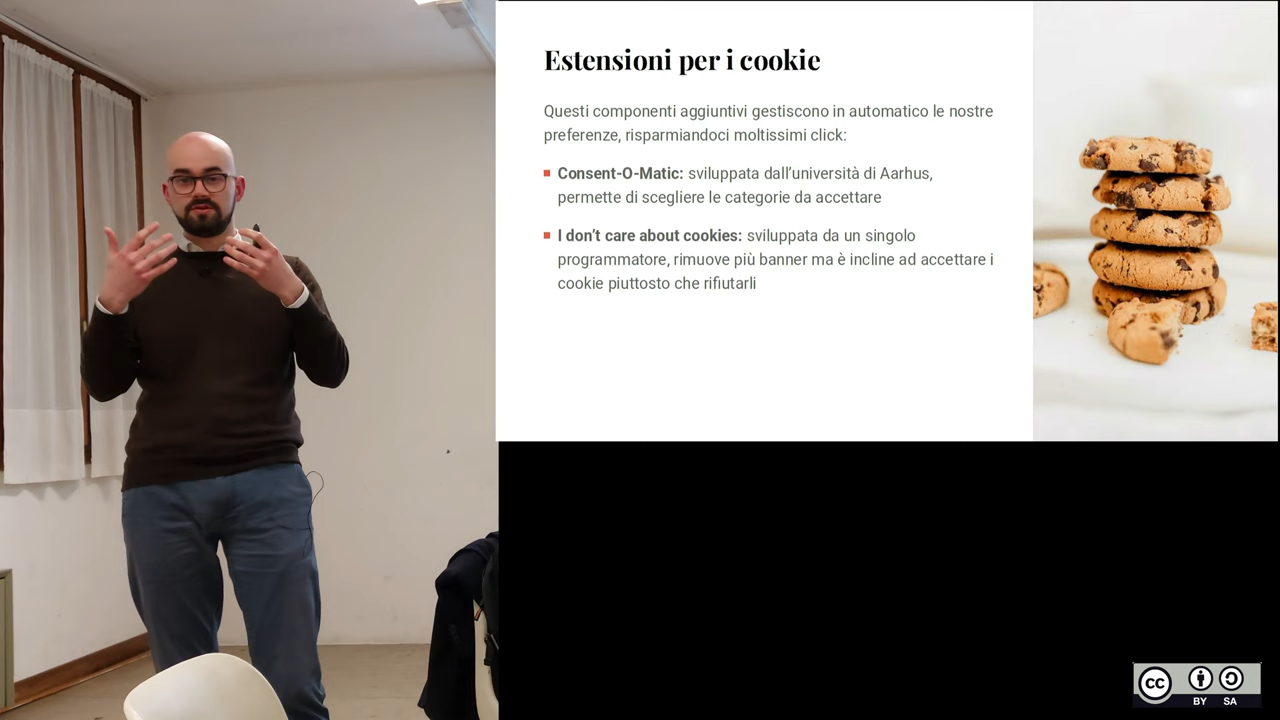 Estensioni per i cookie
Questi componenti aggiuntivi gestiscono in automatico le nostre
preferenze, risparmiandoci moltissimi click:
Consent-O-Matic: sviluppata dall'università di Aarhus,
permette di scegliere le categorie da accettare
I don't care about cookies: sviluppata da un singolo
programmatore, rimuove più banner ma è incline ad accettare i
cookie piuttosto che rifiutarli
cc
BY SA